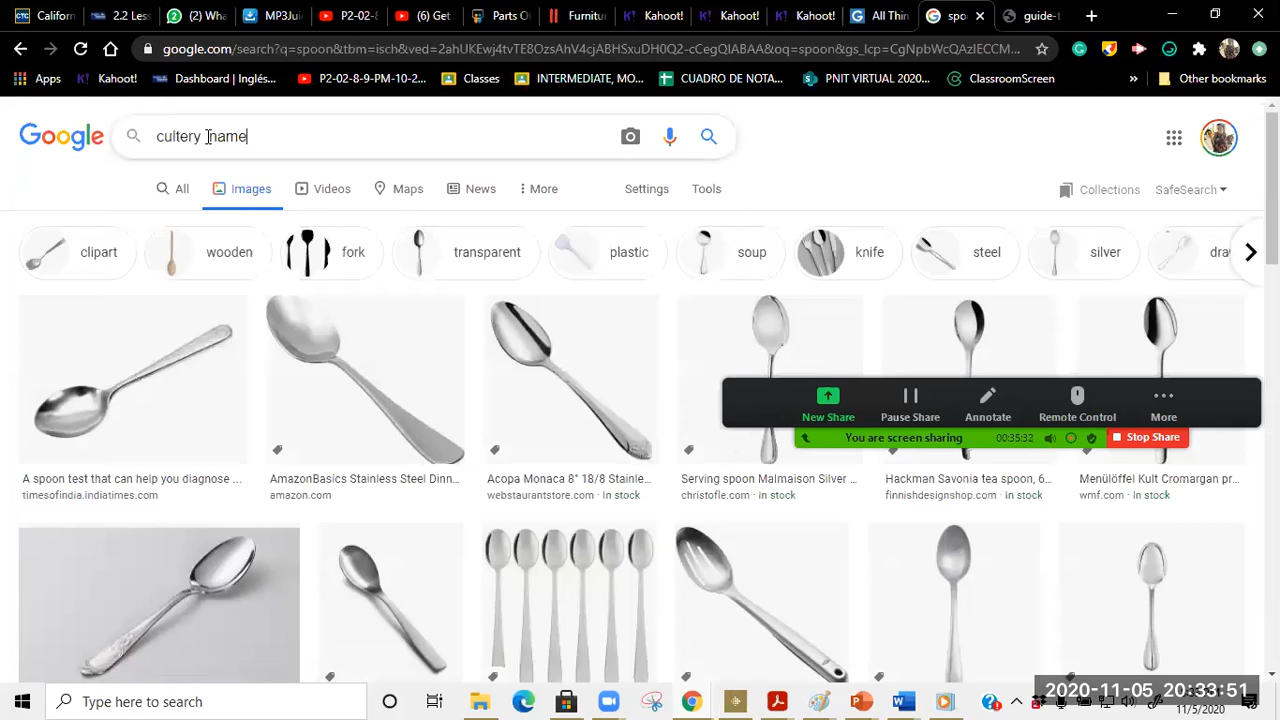 Californ
2.2 Less
MP3Juic
P2-02-8
(6) Get
Parts O
Furnitu
Kahoot!
Kahoot!
Kahoot!
All Thin
spo
guide-t
google.com/search?q=spoon&tbm=isch&ved=2ahUKEwj4tvTE8OzsAhV4cjABHSxuDH0Q2-cCegQIABAA&oq=spoon&gs_lcp=CgNpbWcQAzIECCM...
Apps
Kahoot!
Dashboard | Inglés...
P2-02-8-9-PM-10-2...
Classes
INTERMEDIATE, MO...
CUADRO DE NOTA...
PNIT VIRTUAL 2020...
ClassroomScreen
»
Other bookmarks
Google
cultery name
All
Images
Videos
Maps
News
More
Settings
Tools
Collections
SafeSearch
clipart
wooden
fork
transparent
plastic
soup
knife
steel
silver
New Share
Pause Share
Annotate
Remote Control
More
You are screen sharing
00:35:32
Stop Share
A spoon test that can help you diagnose ...
timesofindia.indiatimes.com
AmazonBasics Stainless Steel Dinn...
amazon.com
Acopa Monaca 8" 18/8 Stainle...
webstaurantstore.com · In stock
Serving spoon Malmaison Silver ...
christofle.com · In stock
Hackman Savonia tea spoon, 6...
finnishdesignshop.com · In stock
Menülöffel Kult Cromargan pr...
wmf.com · In stock
Type here to search
2020-11-05 20:33:51
11/5/2020